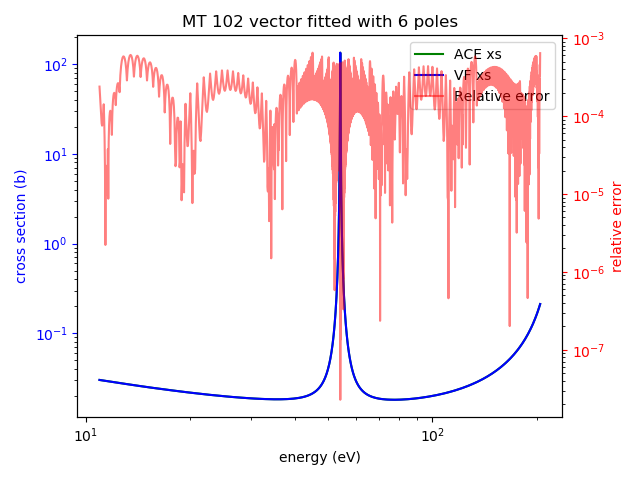 MT 102 vector fitted with 6 poles
ACE xs
VF xs
Relative error
cross section (b)
10²
10¹
10⁰
10⁻¹
relative error
10⁻³
10⁻⁴
10⁻⁵
10⁻⁶
10⁻⁷
10¹
10²
energy (eV)